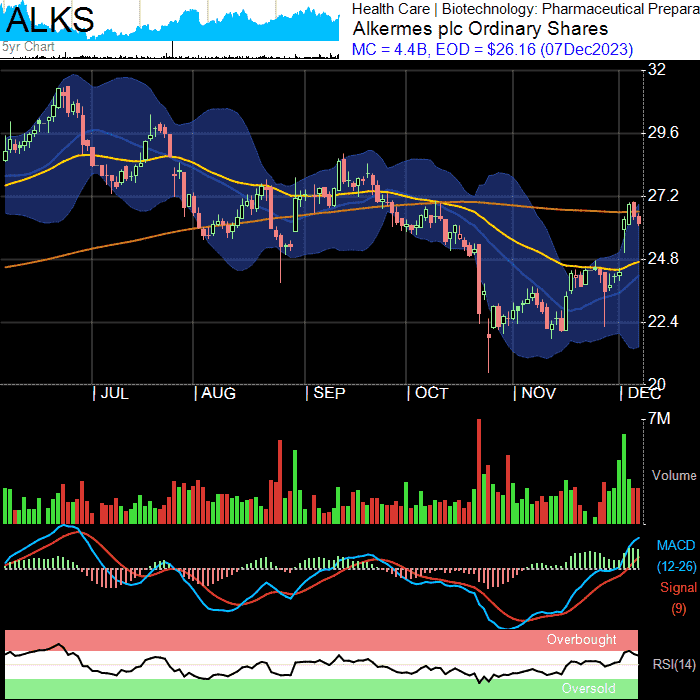 ALKS
5yr Chart
Health Care | Biotechnology: Pharmaceutical Prepara
Alkermes plc Ordinary Shares
MC = 4.4B, EOD = $26.16 (07Dec2023)
32
29.6
27.2
24.8
22.4
20
| JUL | AUG | SEP | OCT | NOV | DEC
7M
Volume
MACD
(12-26)
Signal
(9)
Overbought
RSI(14)
Oversold